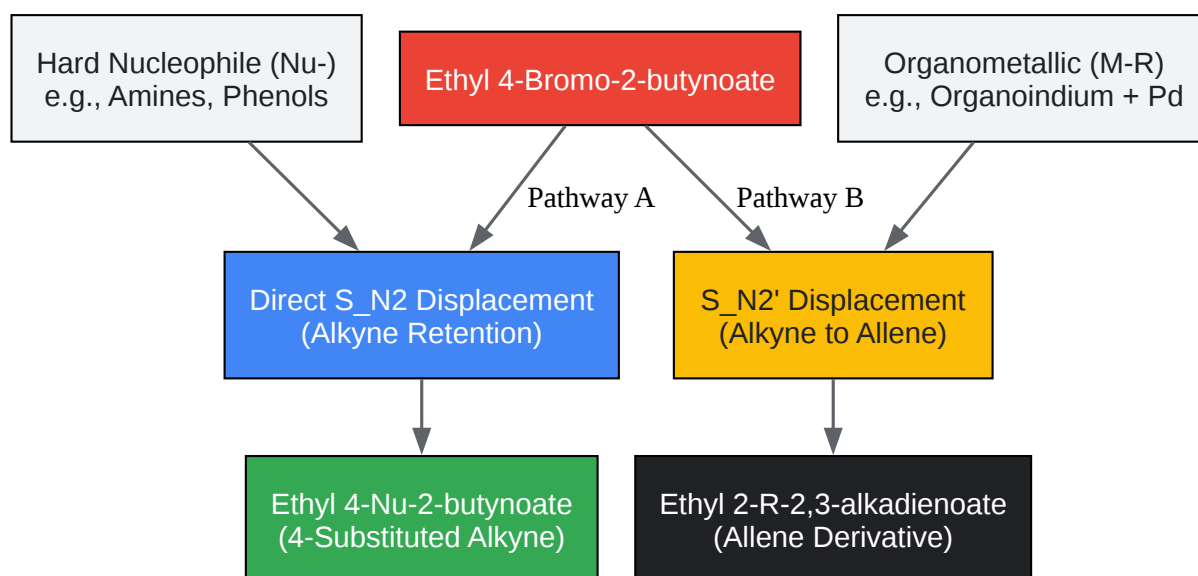 Hard Nucleophile (Nu-)
e.g., Amines, Phenols
Ethyl 4-Bromo-2-butynoate
Organometallic (M-R)
e.g., Organoindium + Pd
Pathway A
Pathway B
Direct S_N2 Displacement
(Alkyne Retention)
S_N2' Displacement
(Alkyne to Allene)
Ethyl 4-Nu-2-butynoate
(4-Substituted Alkyne)
Ethyl 2-R-2,3-alkadienoate
(Allene Derivative)